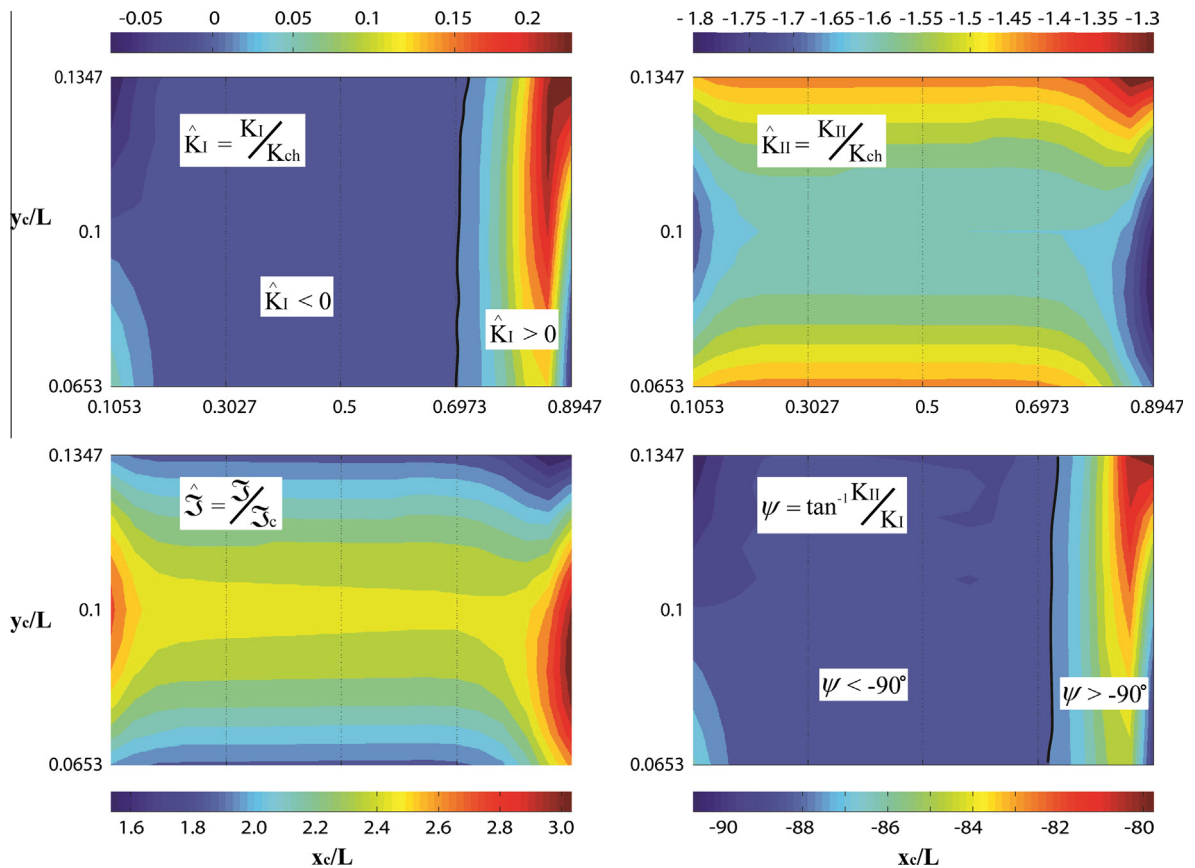 -0.05 0 0.05 0.1 0.15 0.2
-1.8 -1.75 -1.7 -1.65 -1.6 -1.55 -1.5 -1.45 -1.4 -1.35 -1.3
0.1347
K̂I = KI/Kch
yc/L
0.1
K̂I < 0
K̂I > 0
0.0653
0.1053 0.3027 0.5 0.6973 0.8947
0.1347
K̂II = KII/Kch
0.1
0.0653
0.1053 0.3027 0.5 0.6973 0.8947
0.1347
ℑ̂ = ℑ/ℑc
yc/L
0.1
0.0653
1.6 1.8 2.0 2.2 2.4 2.6 2.8 3.0
xc/L
0.1347
ψ = tan-1 KII/KI
0.1
ψ < -90°
ψ > -90°
0.0653
-90 -88 -86 -84 -82 -80
xc/L